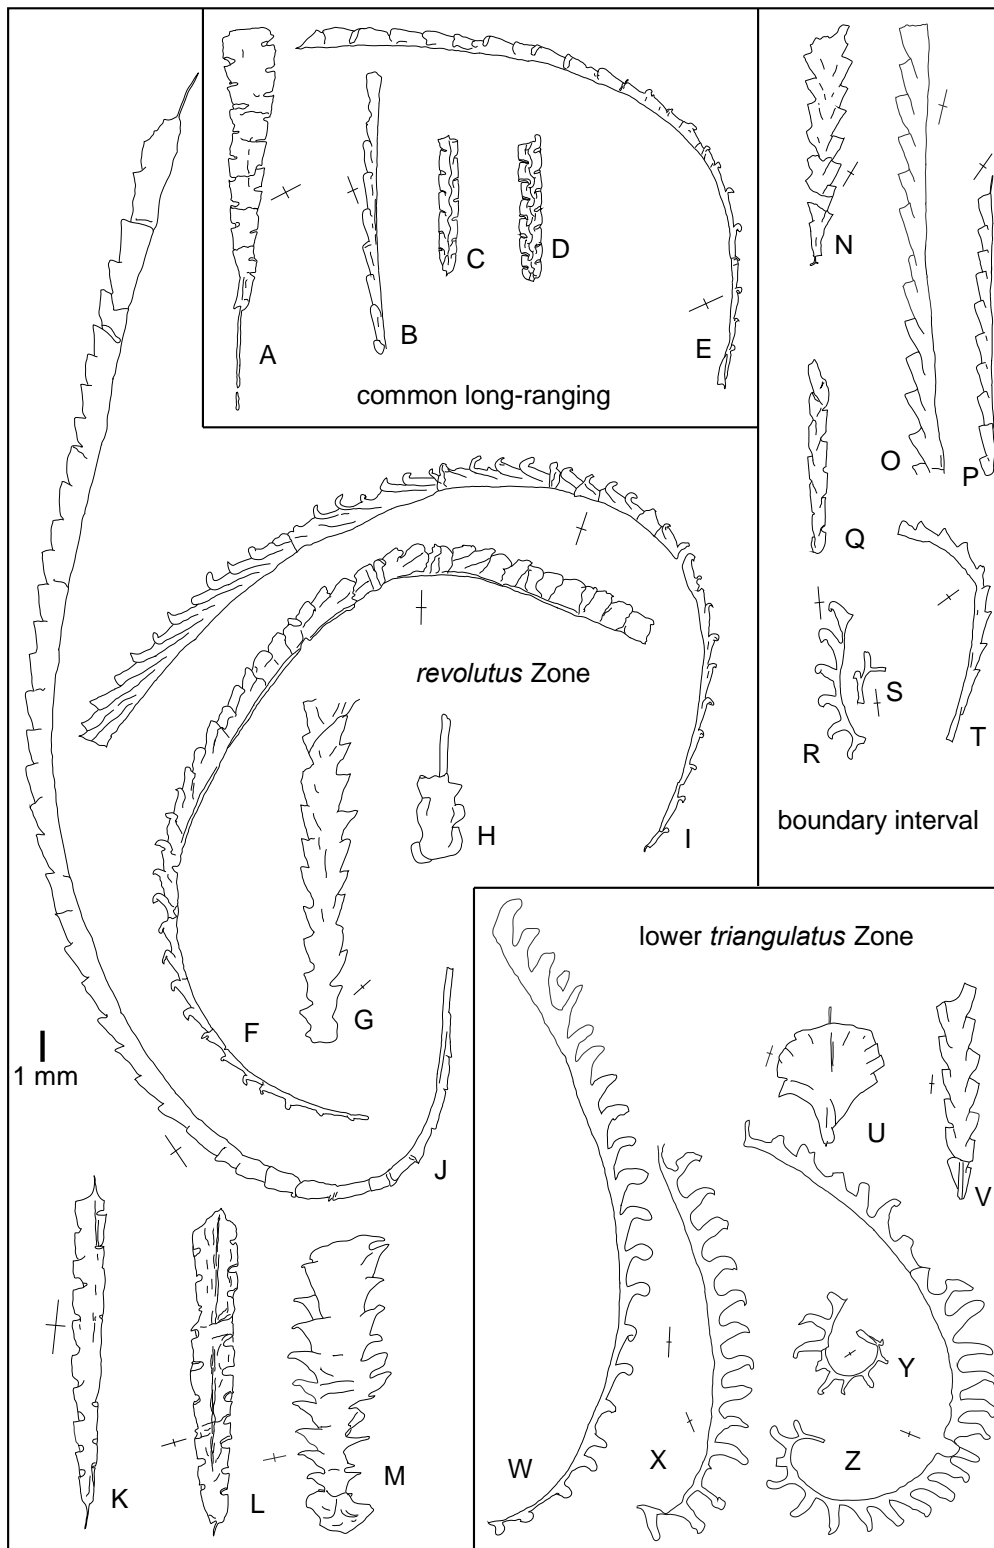 A
B
C
D
E
common long-ranging
N
O
P
Q
R
S
T
boundary interval
revolutus Zone
F
G
H
I
J
1 mm
K
L
M
lower triangulatus Zone
U
V
W
X
Y
Z